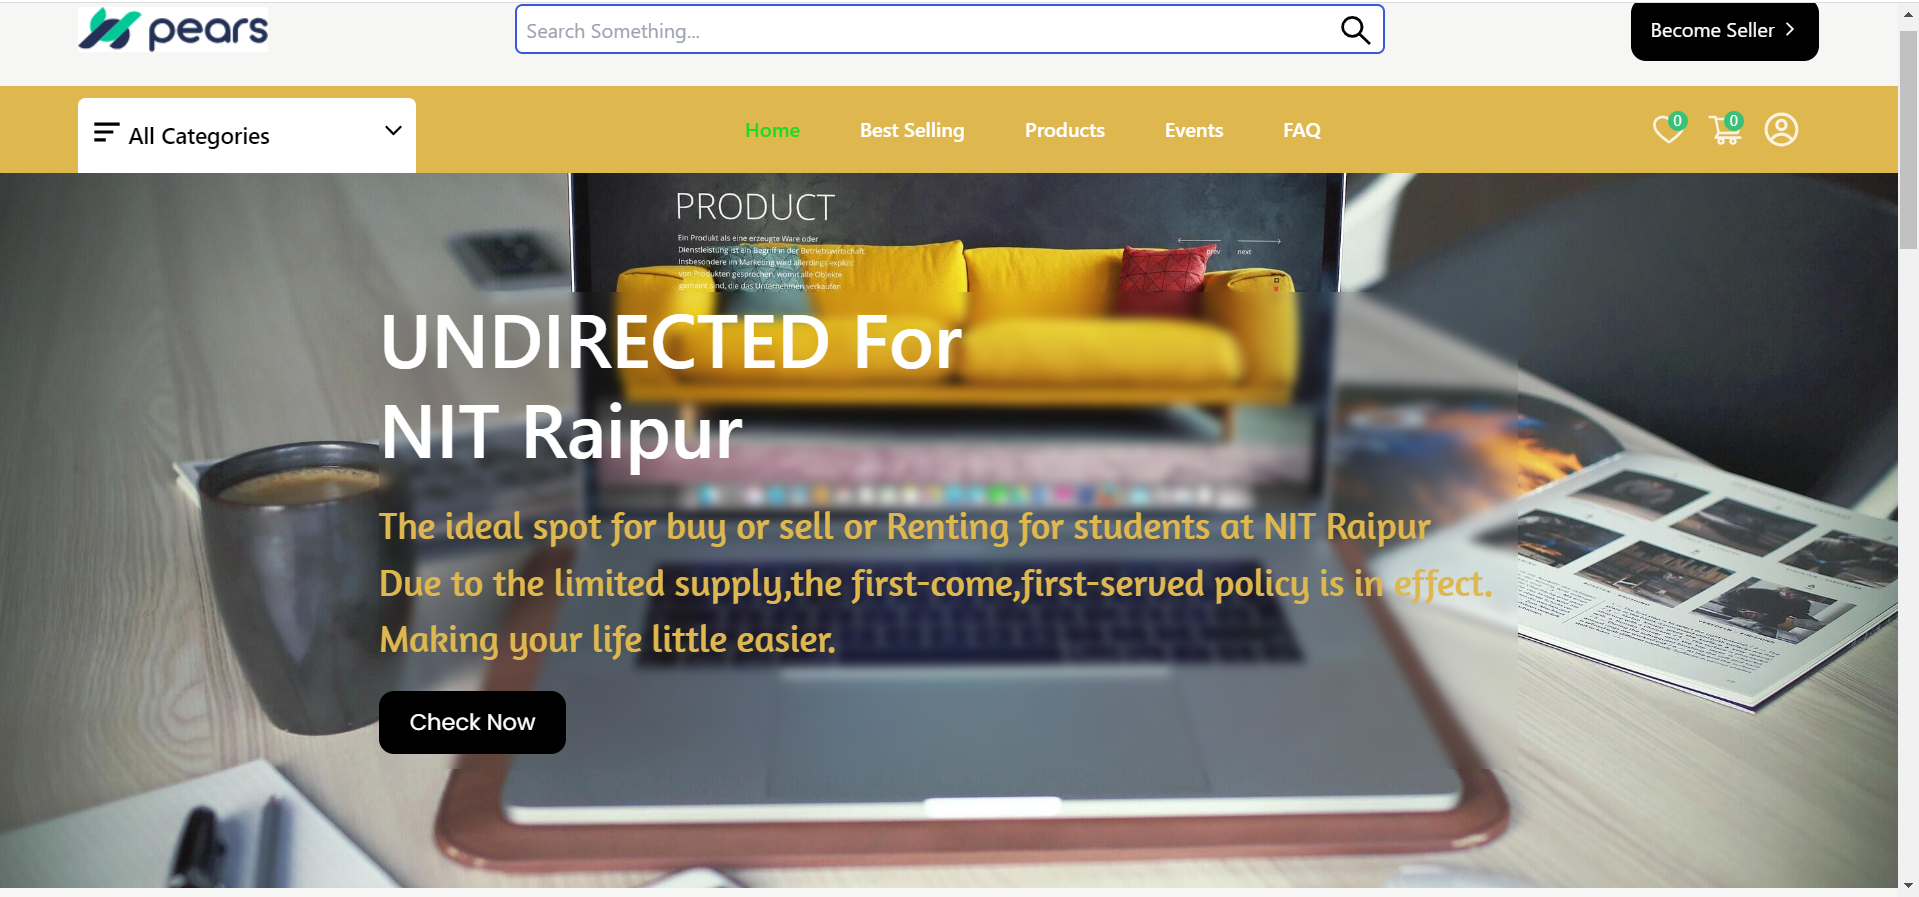 pears
Search Something...
Become Seller
All Categories
Home
Best Selling
Products
Events
FAQ
0
0
PRODUCT
Ein Produkt als eine erzeugte Ware oder
Dienstleistung ist ein Begriff in der Betriebswirtschaft.
Insbesondere im Marketing wird allerdings explizit
von Produkten gesprochen, womit alle Objekte
gemeint sind, die das Unternehmen verkaufen
prev
next
UNDIRECTED For
NIT Raipur
The ideal spot for buy or sell or Renting for students at NIT Raipur
Due to the limited supply,the first-come,first-served policy is in effect.
Making your life little easier.
Check Now